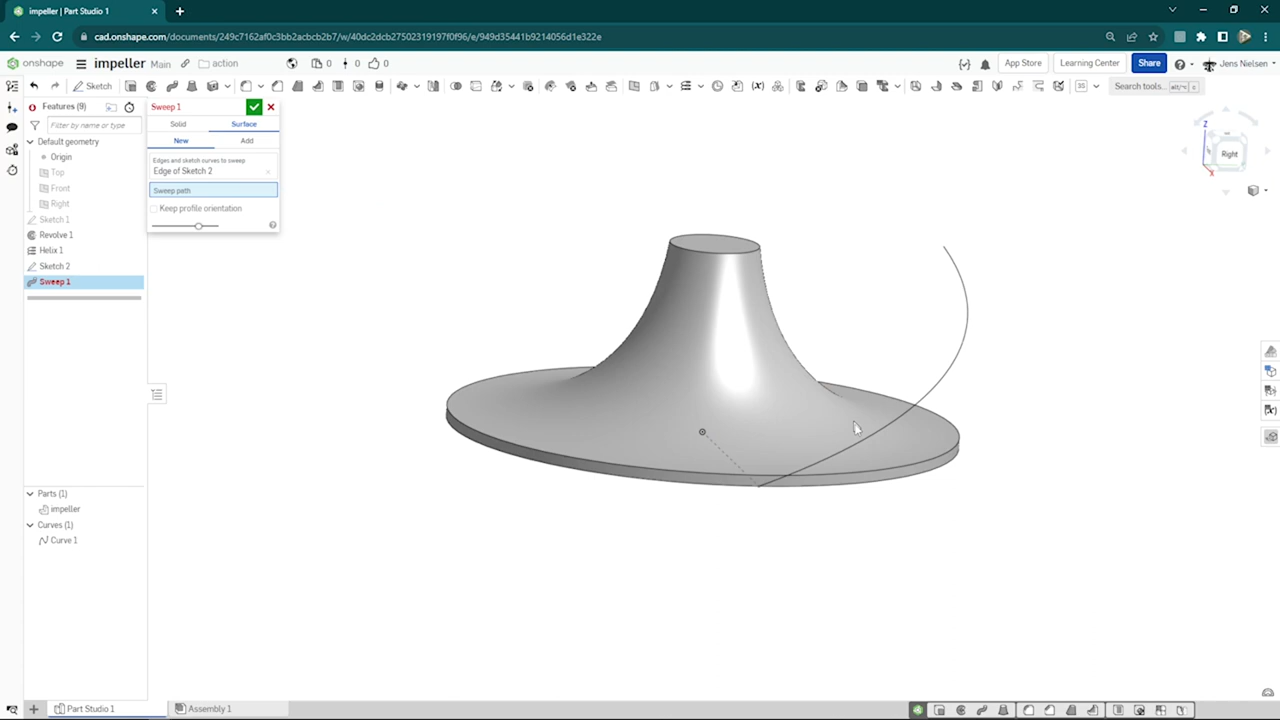 impeller | Part Studio 1
cad.onshape.com/documents/249c7162af0c3bb2acbcb2b7/w/40dc2dcb27502319197f0f96/e/949d35441b9214056d1e322e
onshape
impeller Main
action
0
0
0
App Store
Learning Center
Share
Jens Nielsen
Sketch
Search tools...
alt/⌥ c
Features (9)
Filter by name or type
Default geometry
Origin
Top
Front
Right
Sketch 1
Revolve 1
Helix 1
Sketch 2
Sweep 1
Sweep 1
Solid
Surface
New
Add
Edges and sketch curves to sweep
Edge of Sketch 2
Sweep path
Keep profile orientation
Z
Right
X
Parts (1)
impeller
Curves (1)
Curve 1
Part Studio 1
Assembly 1